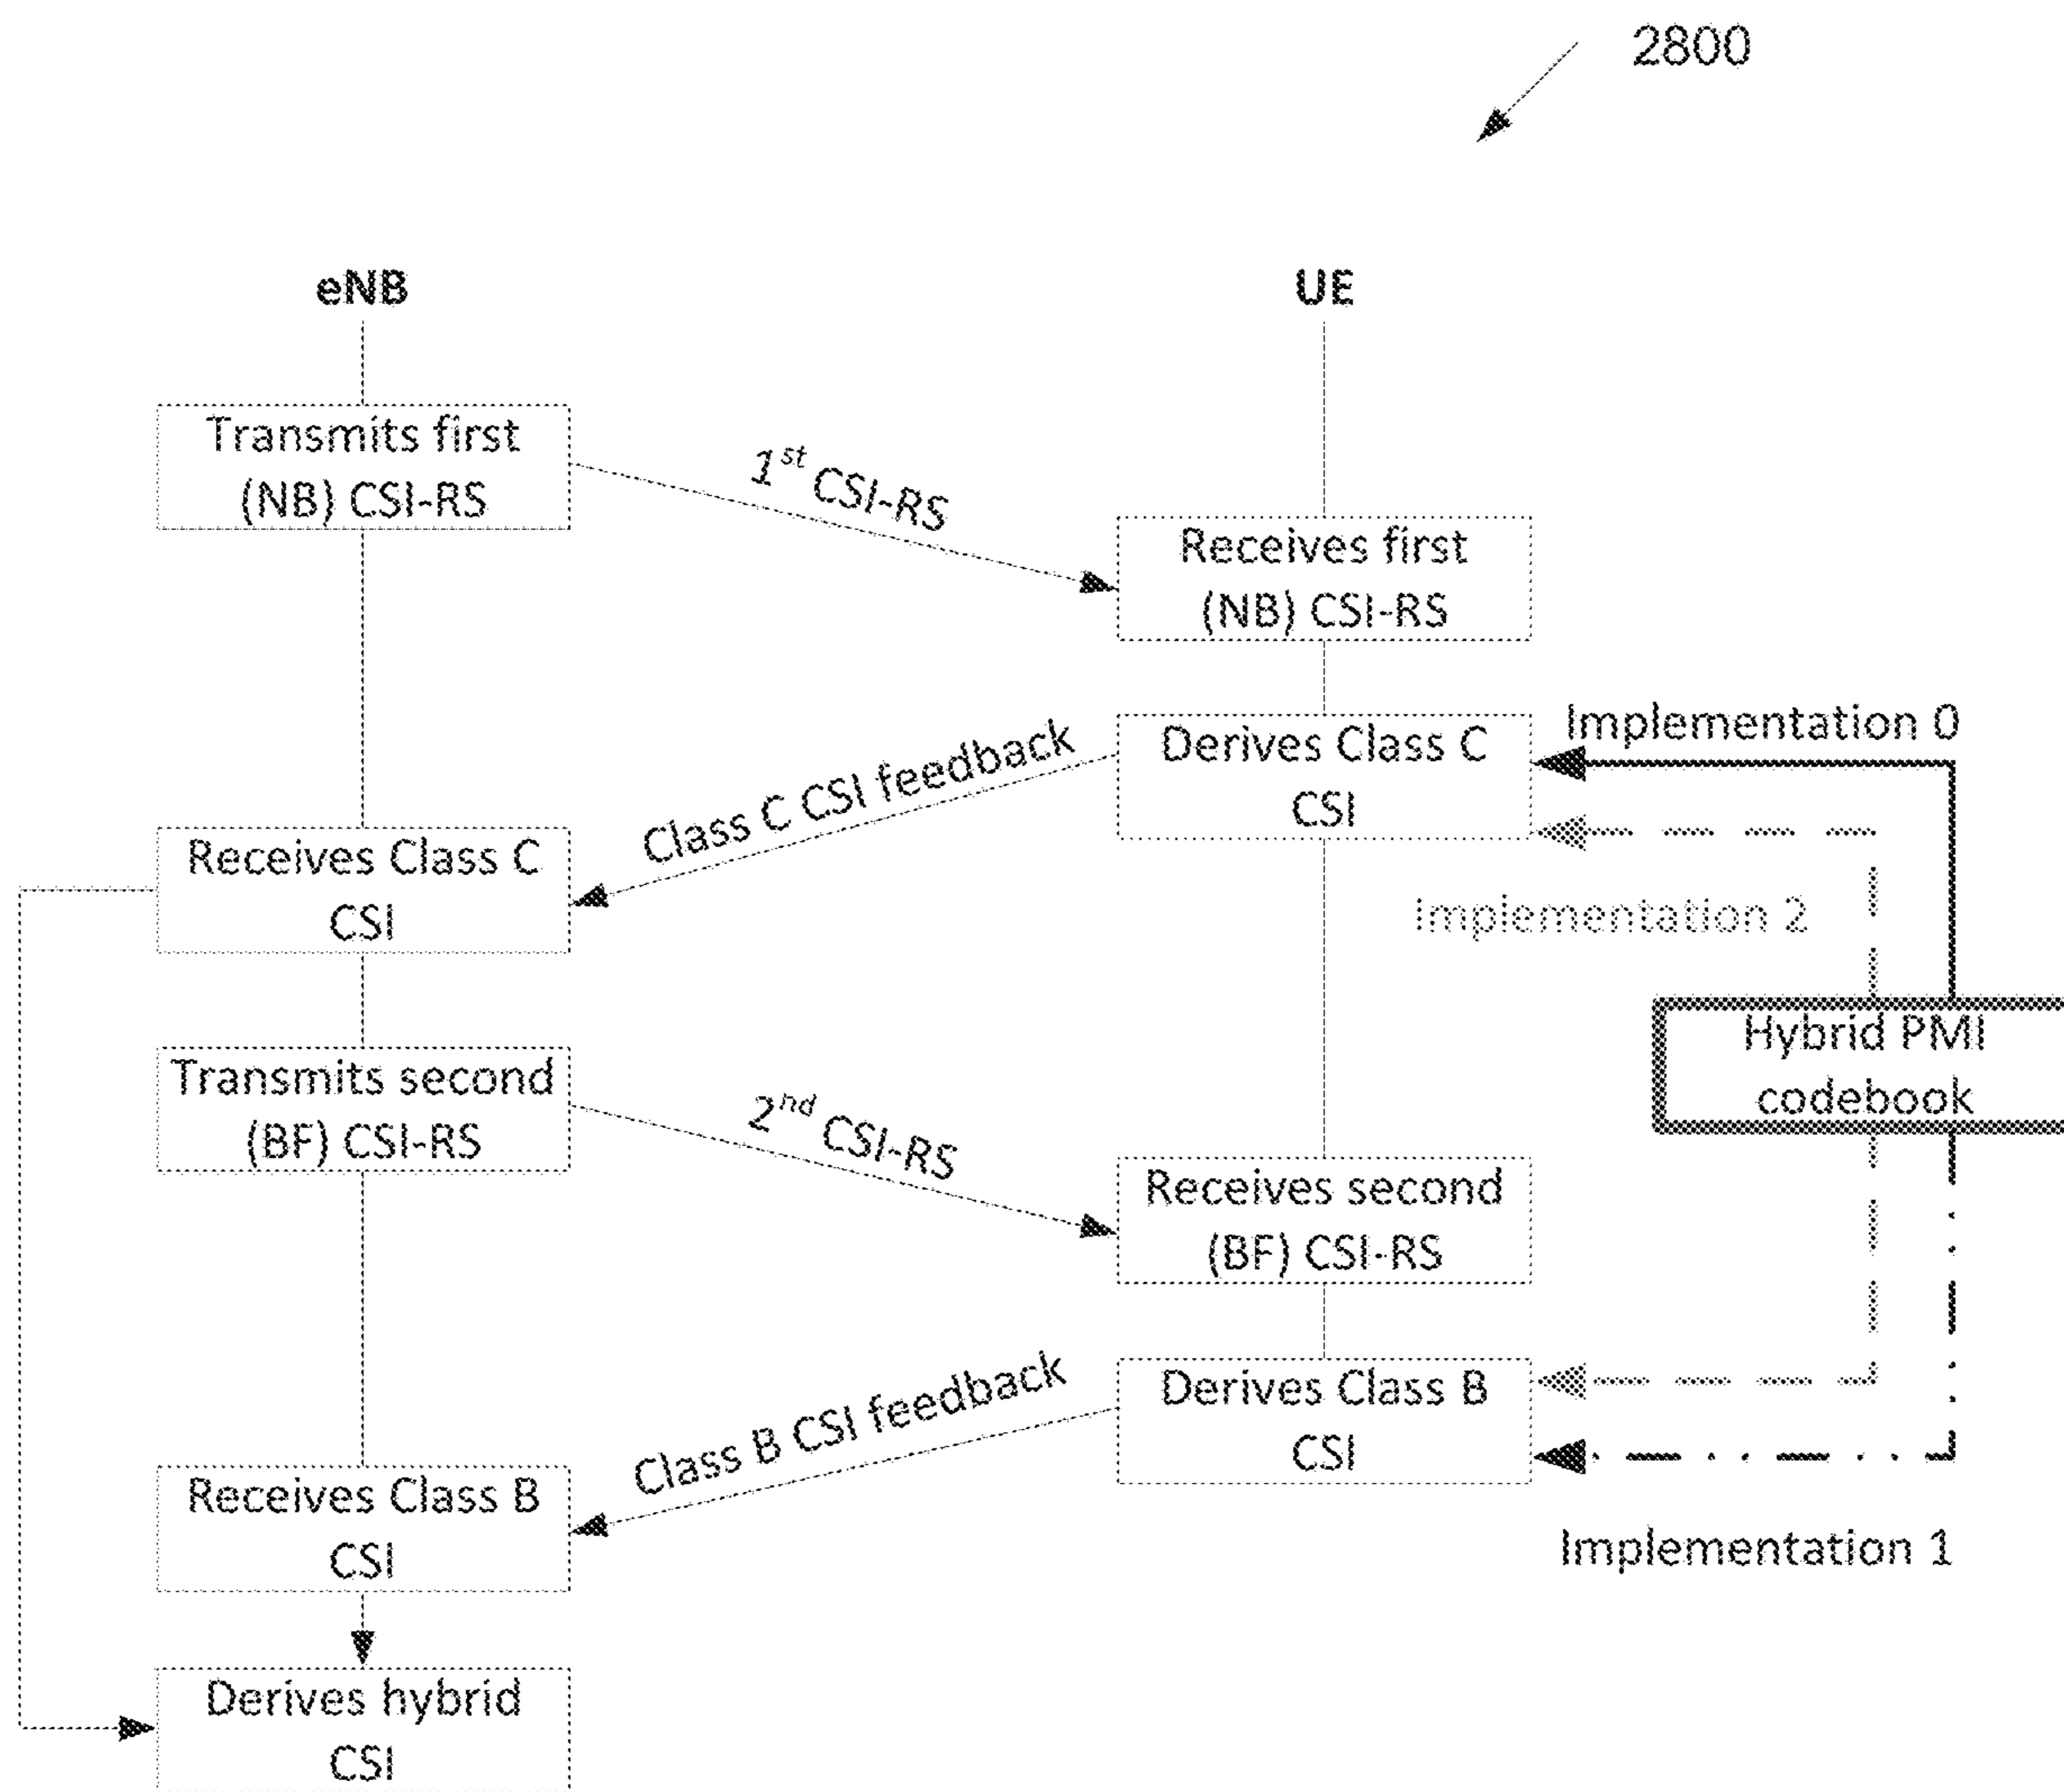 2800
eNB
UE
Transmits first
(NB) CSI-RS
1st CSI-RS
Receives first
(NB) CSI-RS
Implementation 0
Derives Class C
CSI
Class C CSI feedback
Receives Class C
CSI
Implementation 2
Hybrid PMI
codebook
Transmits second
(BF) CSI-RS
2nd CSI-RS
Receives second
(BF) CSI-RS
Derives Class B
CSI
Class B CSI feedback
Receives Class B
CSI
Implementation 1
Derives hybrid
CSI